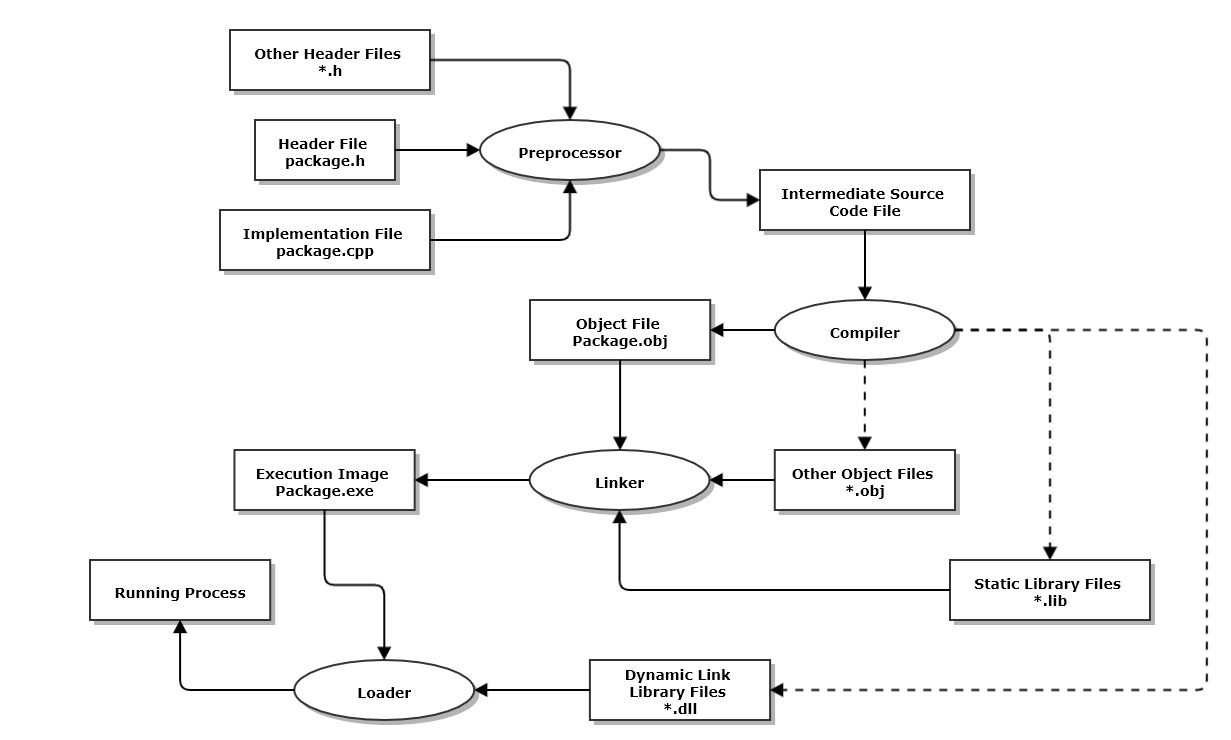 Other Header Files
*.h
Header File
package.h
Preprocessor
Implementation File
package.cpp
Intermediate Source
Code File
Object File
Package.obj
Compiler
Execution Image
Package.exe
Linker
Other Object Files
*.obj
Running Process
Static Library Files
*.lib
Loader
Dynamic Link
Library Files
*.dll